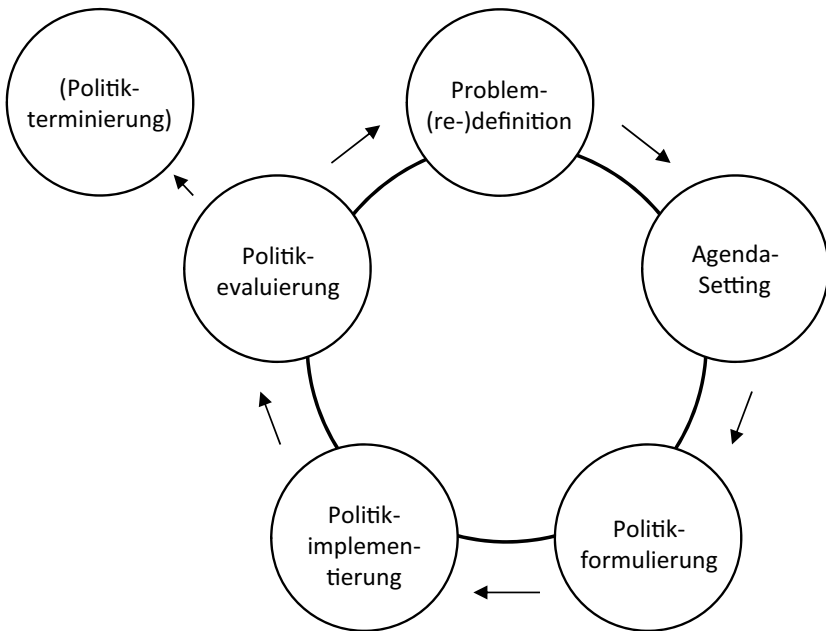 (Politik-
terminierung)
Problem-
(re-)definition
Agenda-
Setting
Politik-
formulierung
Politik-
implemen-
tierung
Politik-
evaluierung